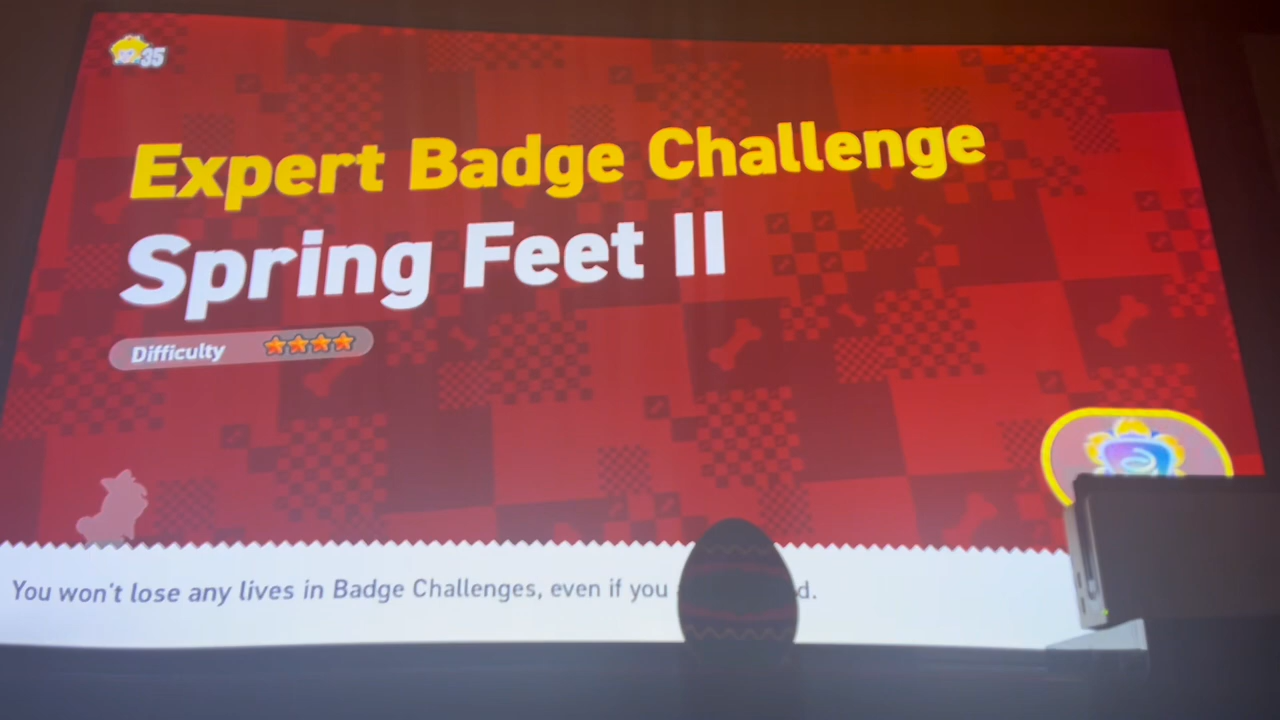 35
Expert Badge Challenge
Spring Feet II
Difficulty
You won't lose any lives in Badge Challenges, even if you d.